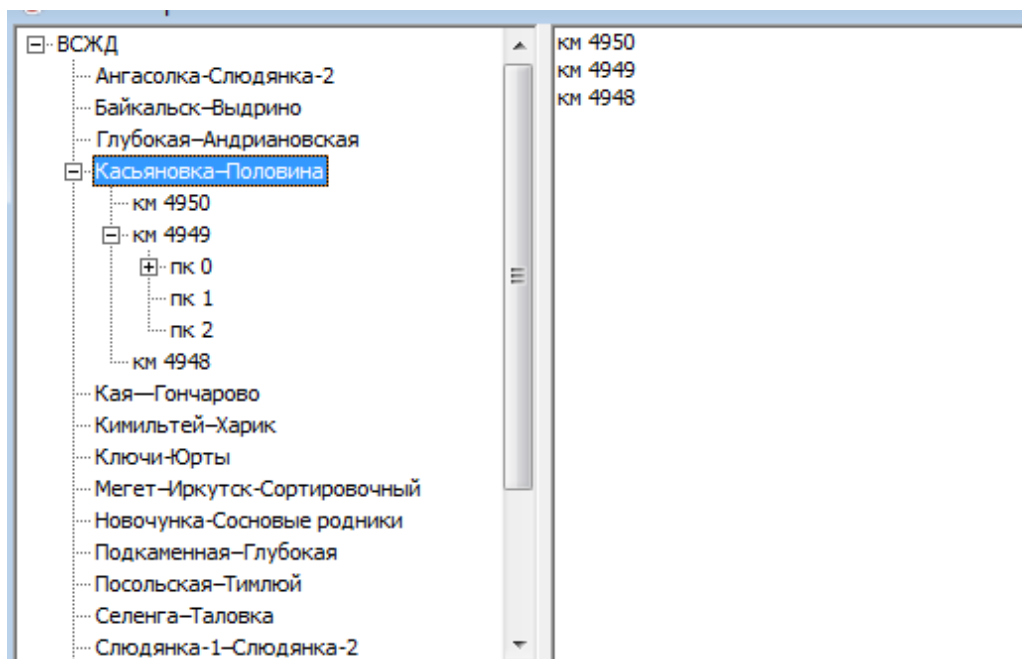 ВСЖД
Ангасолка-Слюдянка-2
Байкальск–Выдрино
Глубокая–Андриановская
Касьяновка–Половина
км 4950
км 4949
пк 0
пк 1
пк 2
км 4948
Кая—Гончарово
Кимильтей–Харик
Ключи-Юрты
Мегет–Иркутск-Сортировочный
Новочунка-Сосновые родники
Подкаменная–Глубокая
Посольская–Тимлюй
Селенга–Таловка
Слюдянка-1–Слюдянка-2
км 4950
км 4949
км 4948